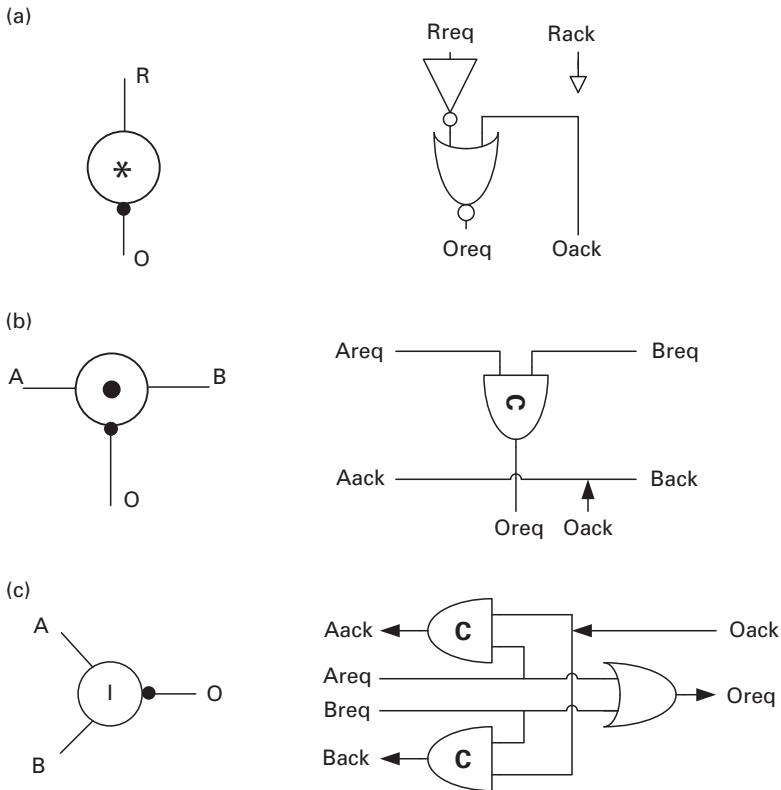 (a)
R
*
O
Rreq Rack
Oreq Oack
(b)
A B
O
Areq Breq
C
Aack Back
Oreq Oack
(c)
A
I O
B
Aack C Oack
Areq
Oreq
Breq
Back C